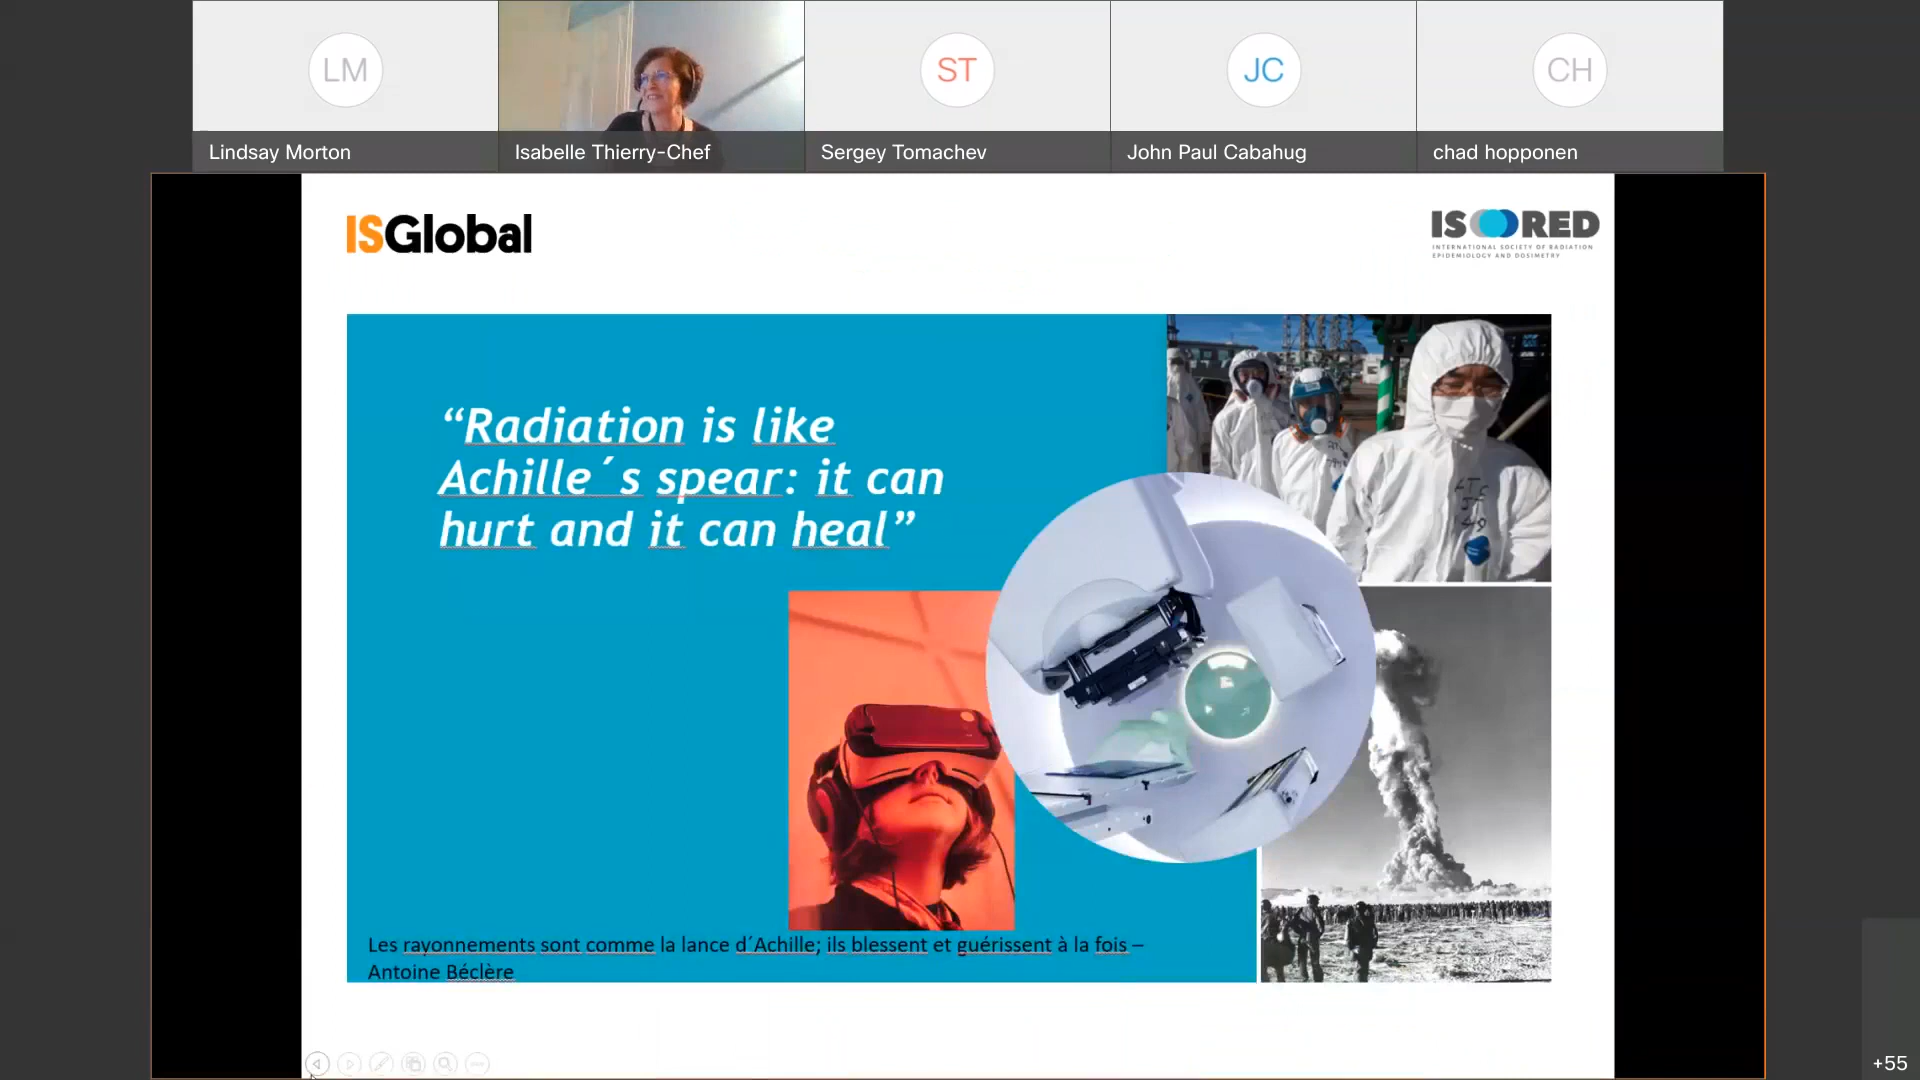 LM
ST
JC
CH
Lindsay Morton
Isabelle Thierry-Chef
Sergey Tomachev
John Paul Cabahug
chad hopponen
ISGlobal
IS RED
INTERNATIONAL SOCIETY OF RADIATION
EPIDEMIOLOGY AND DOSIMETRY
“Radiation is like
Achille´s spear: it can
hurt and it can heal”
Les rayonnements sont comme la lance d´Achille; ils blessent et guérissent à la fois –
Antoine Béclère
+55